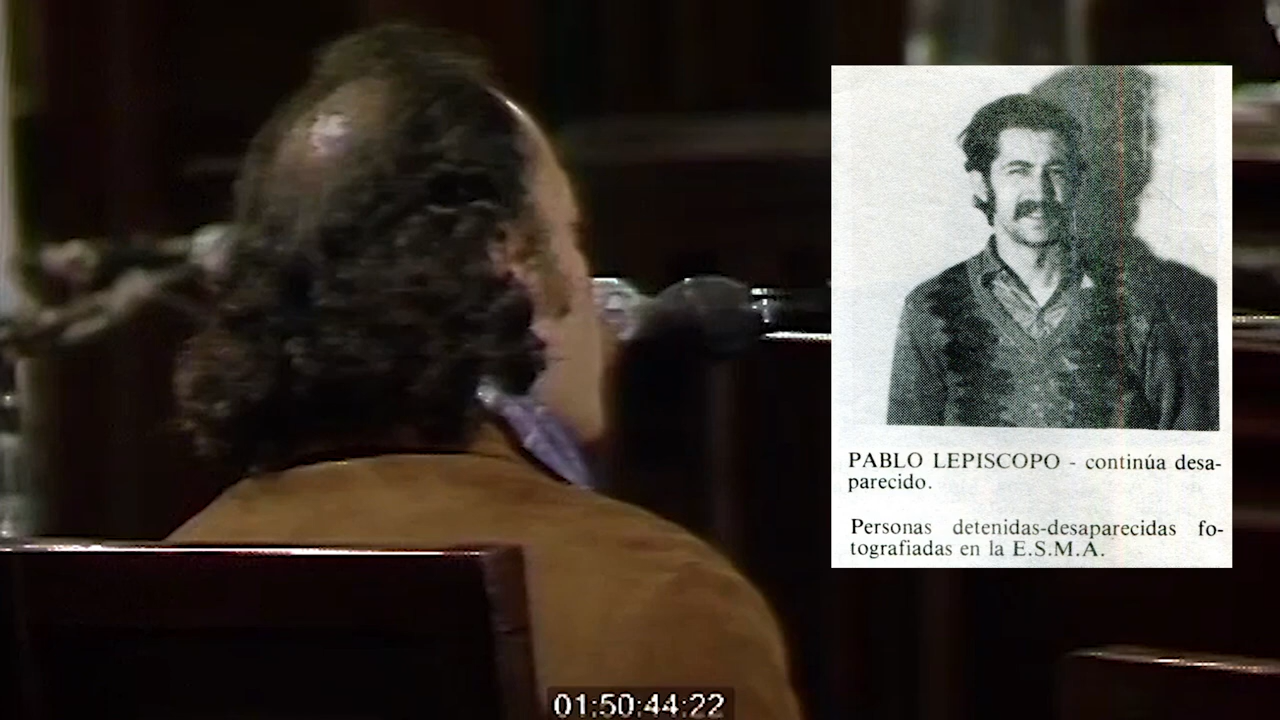 PABLO LEPISCOPO - continúa desa-
parecido.
Personas detenidas-desaparecidas fo-
tografiadas en la E.S.M.A.
01:50:44:22